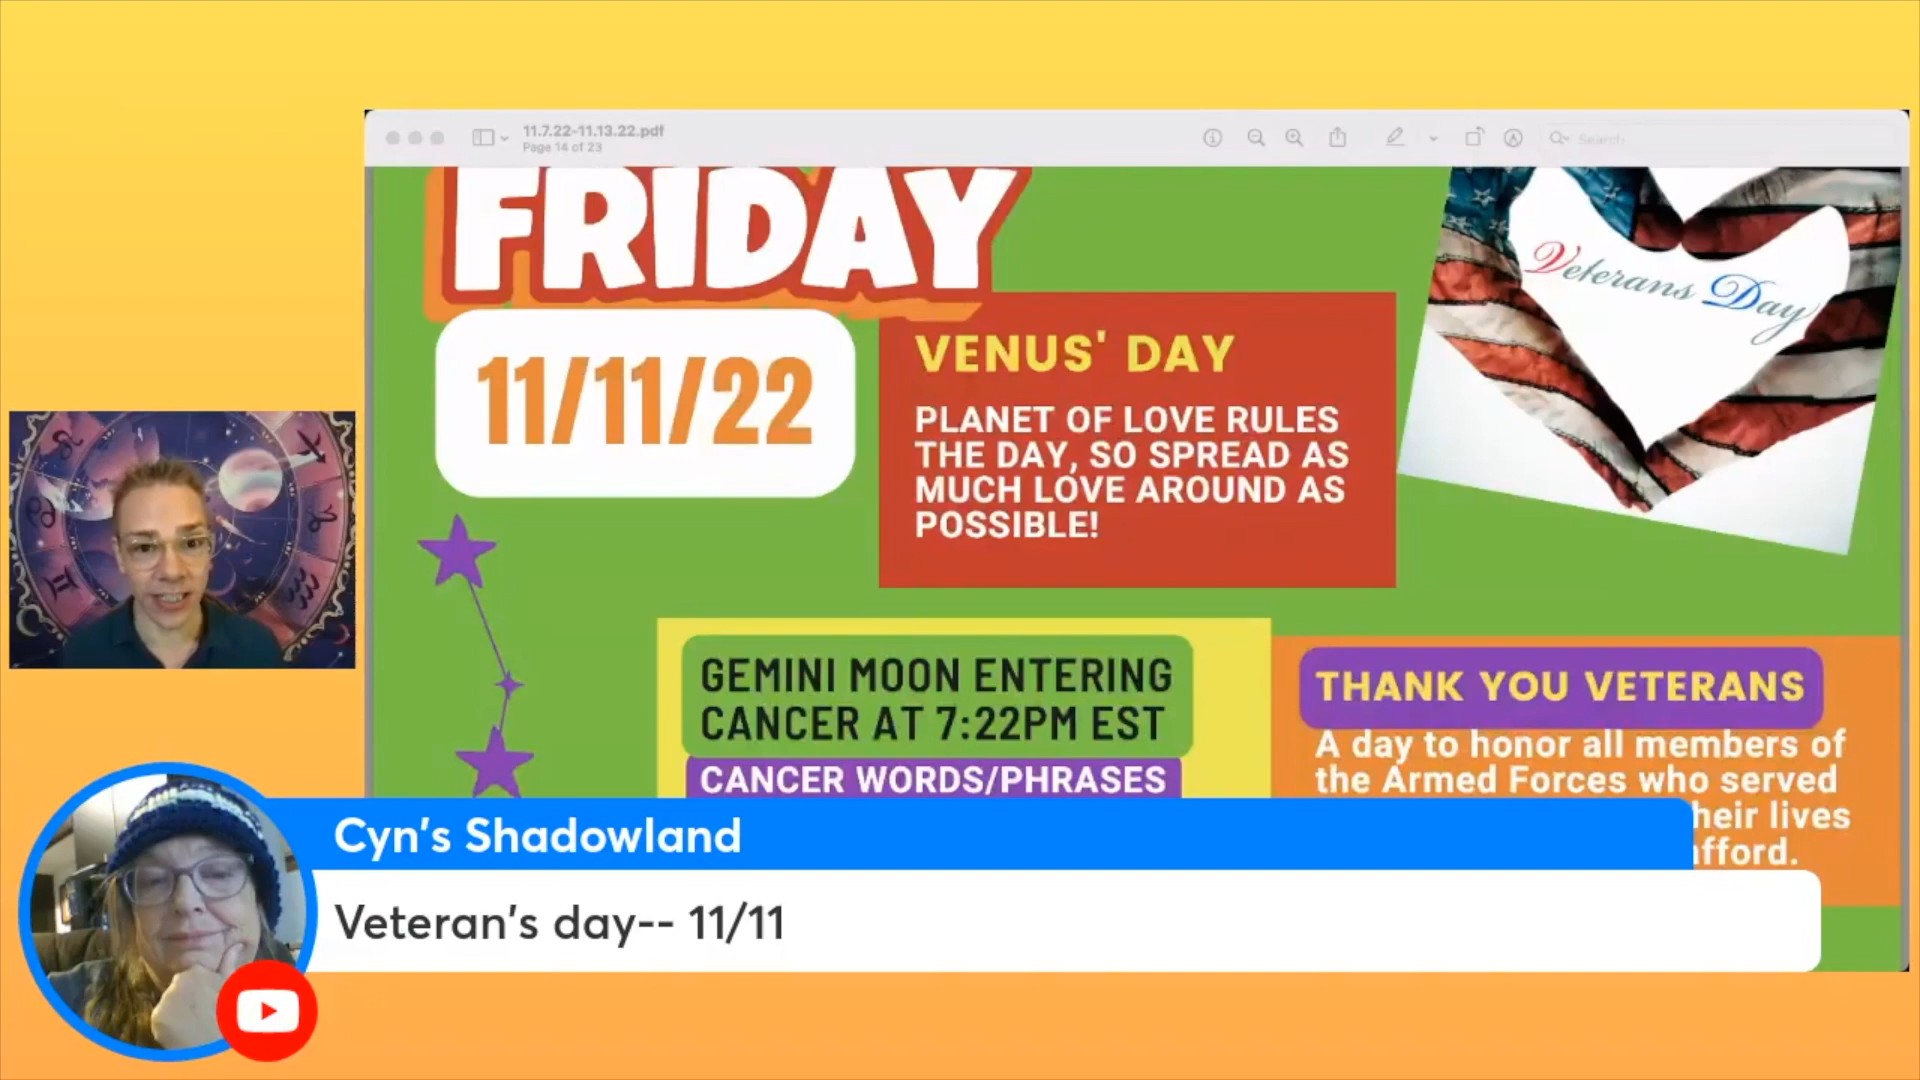 11.7.22-11.13.22.pdf
Page 14 of 23
Search
FRIDAY
11/11/22
VENUS' DAY
PLANET OF LOVE RULES
THE DAY, SO SPREAD AS
MUCH LOVE AROUND AS
POSSIBLE!
Veterans Day
GEMINI MOON ENTERING
CANCER AT 7:22PM EST
CANCER WORDS/PHRASES
THANK YOU VETERANS
A day to honor all members of
the Armed Forces who served
heir lives
fford.
Cyn's Shadowland
Veteran's day-- 11/11